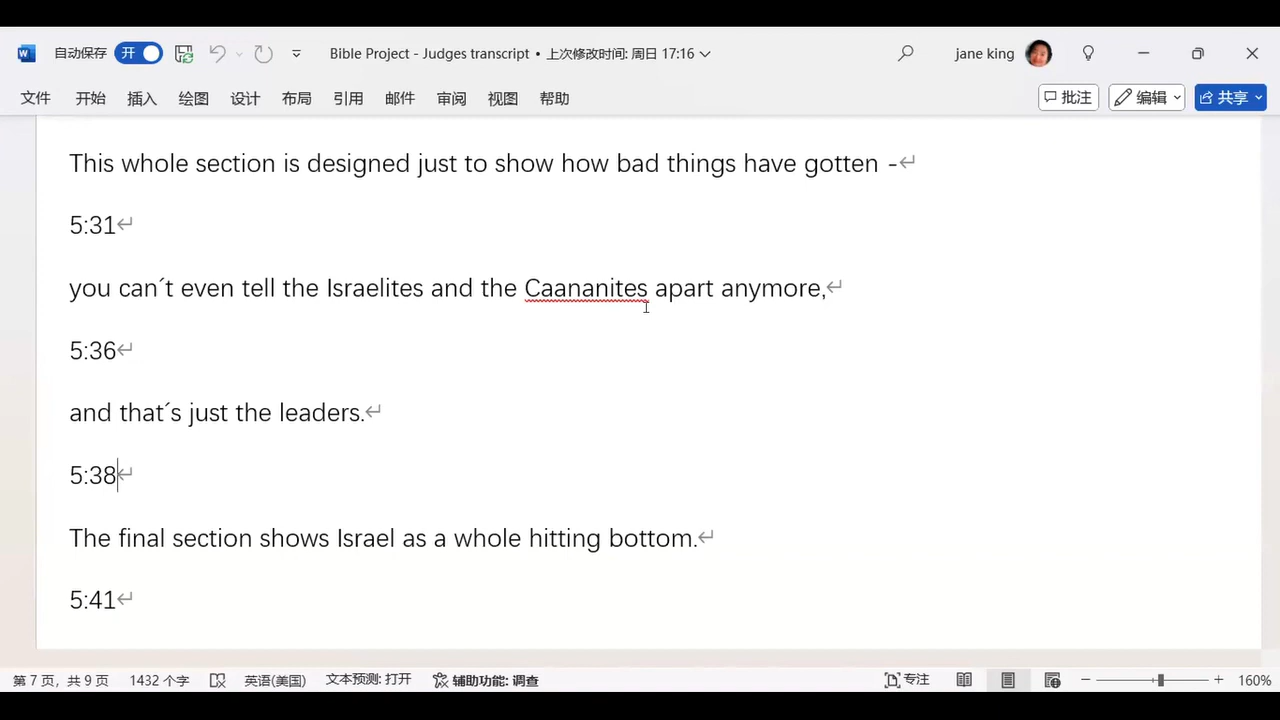 自动保存 开 Bible Project - Judges transcript • 上次修改时间: 周日 17:16 jane king
文件 开始 插入 绘图 设计 布局 引用 邮件 审阅 视图 帮助 批注 编辑 共享
This whole section is designed just to show how bad things have gotten -↵
5:31↵
you can´t even tell the Israelites and the Caananites apart anymore,↵
5:36↵
and that´s just the leaders.↵
5:38↵
The final section shows Israel as a whole hitting bottom.↵
5:41↵
第 7 页，共 9 页 1432 个字 英语(美国) 文本预测: 打开 辅助功能: 调查 专注 160%